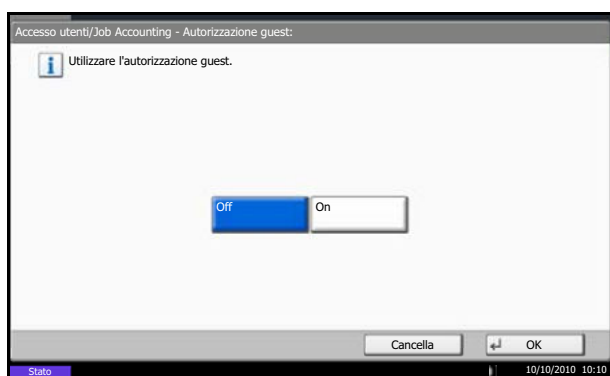 Accesso utenti/Job Accounting - Autorizzazione guest:
Utilizzare l'autorizzazione guest.
Off
On
Cancella
OK
Stato
10/10/2010 10:10